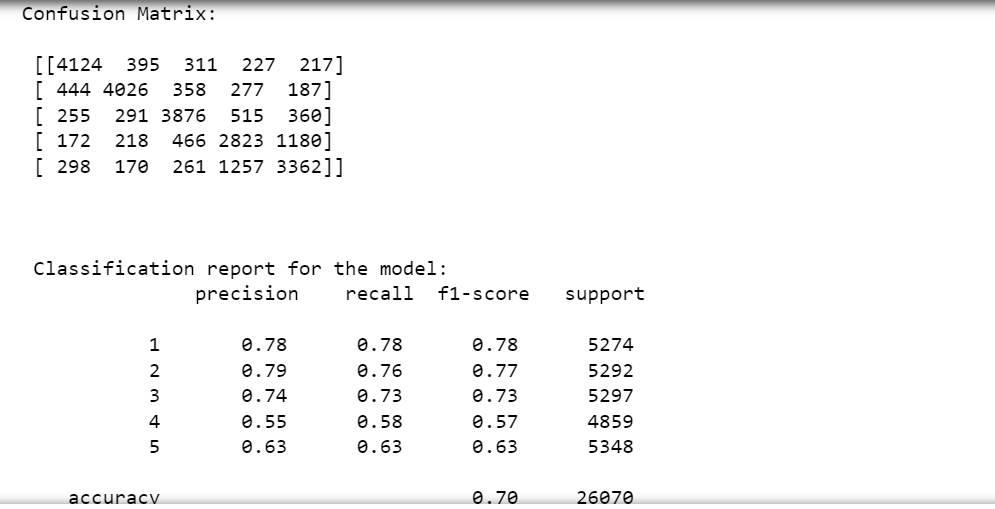 Confusion Matrix:
[[4124 395 311 227 217]
[ 444 4026 358 277 187]
[ 255 291 3876 515 360]
[ 172 218 466 2823 1180]
[ 298 170 261 1257 3362]]
Classification report for the model:
precision recall f1-score support
1 0.78 0.78 0.78 5274
2 0.79 0.76 0.77 5292
3 0.74 0.73 0.73 5297
4 0.55 0.58 0.57 4859
5 0.63 0.63 0.63 5348
accuracy 0.70 26070